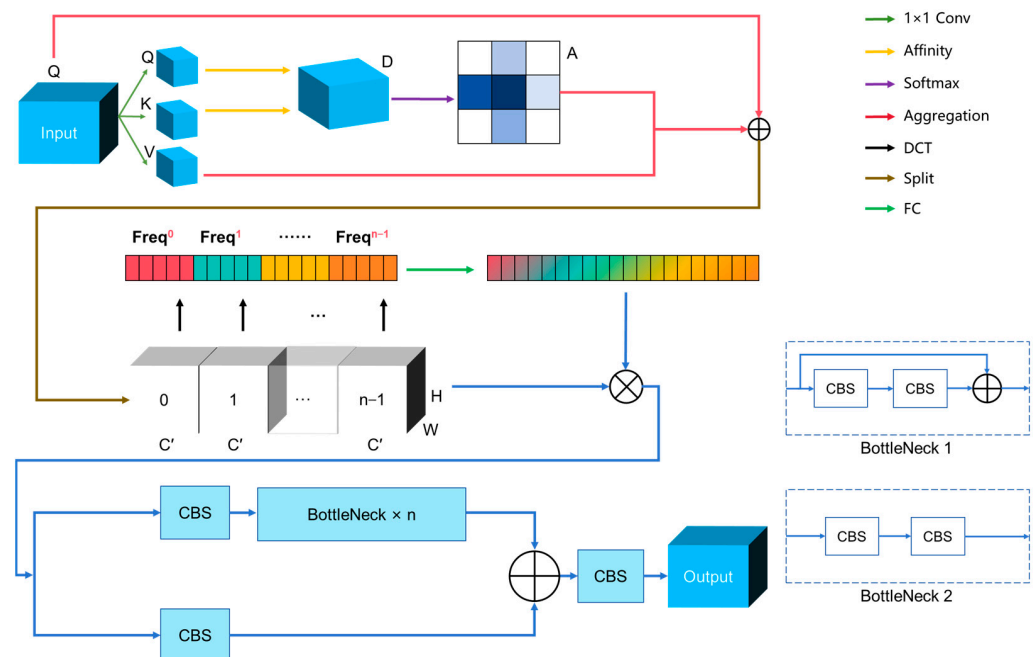 Q
Input
Q
K
V
D
A
1×1 Conv
Affinity
Softmax
Aggregation
DCT
Split
FC
Freq0 Freq1 ······ Freqn−1
...
0 1 ... n−1
H
W
C′ C′ C′
CBS
BottleNeck × n
CBS
CBS
Output
CBS CBS
BottleNeck 1
CBS CBS
BottleNeck 2